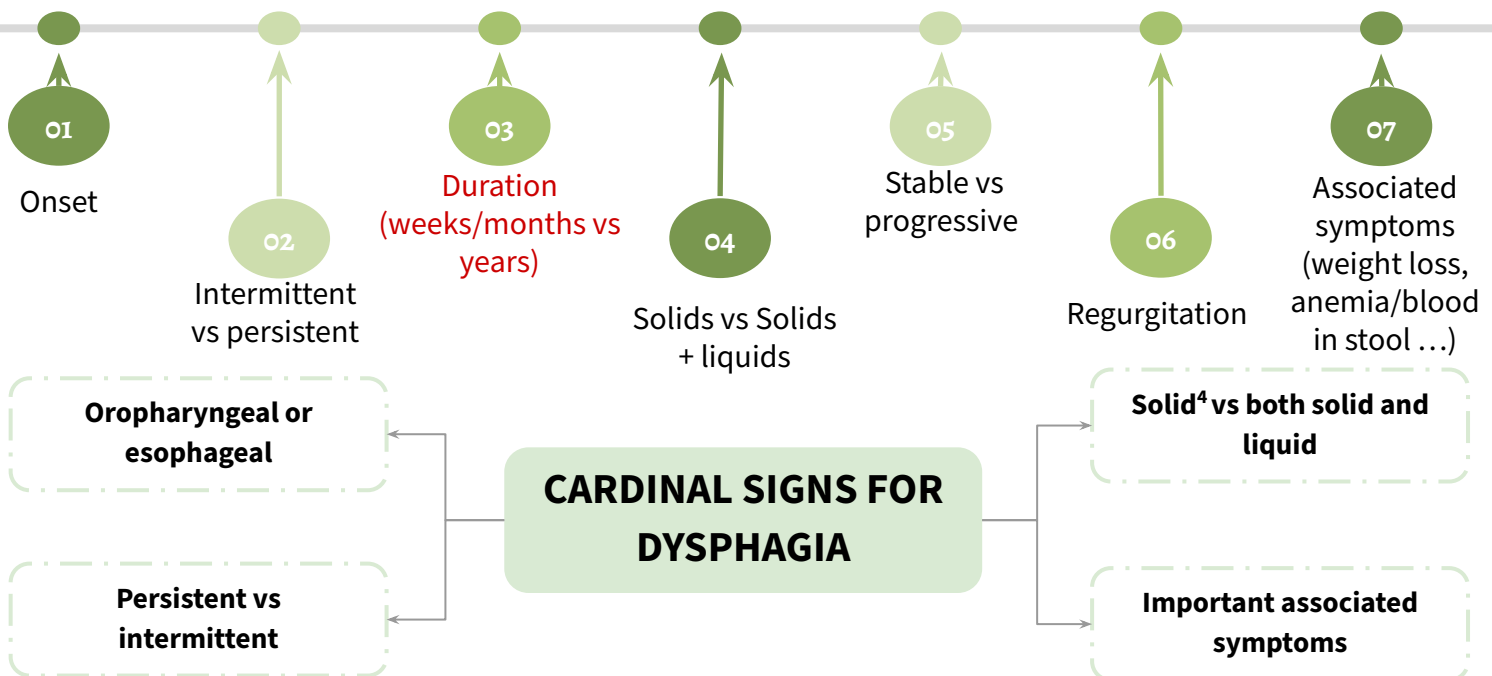 01
Onset
02
Intermittent
vs persistent
03
Duration
(weeks/months vs
years)
04
Solids vs Solids
+ liquids
05
Stable vs
progressive
06
Regurgitation
07
Associated
symptoms
(weight loss,
anemia/blood
in stool …)
Oropharyngeal or
esophageal
Persistent vs
intermittent
CARDINAL SIGNS FOR
DYSPHAGIA
Solid⁴ vs both solid and
liquid
Important associated
symptoms